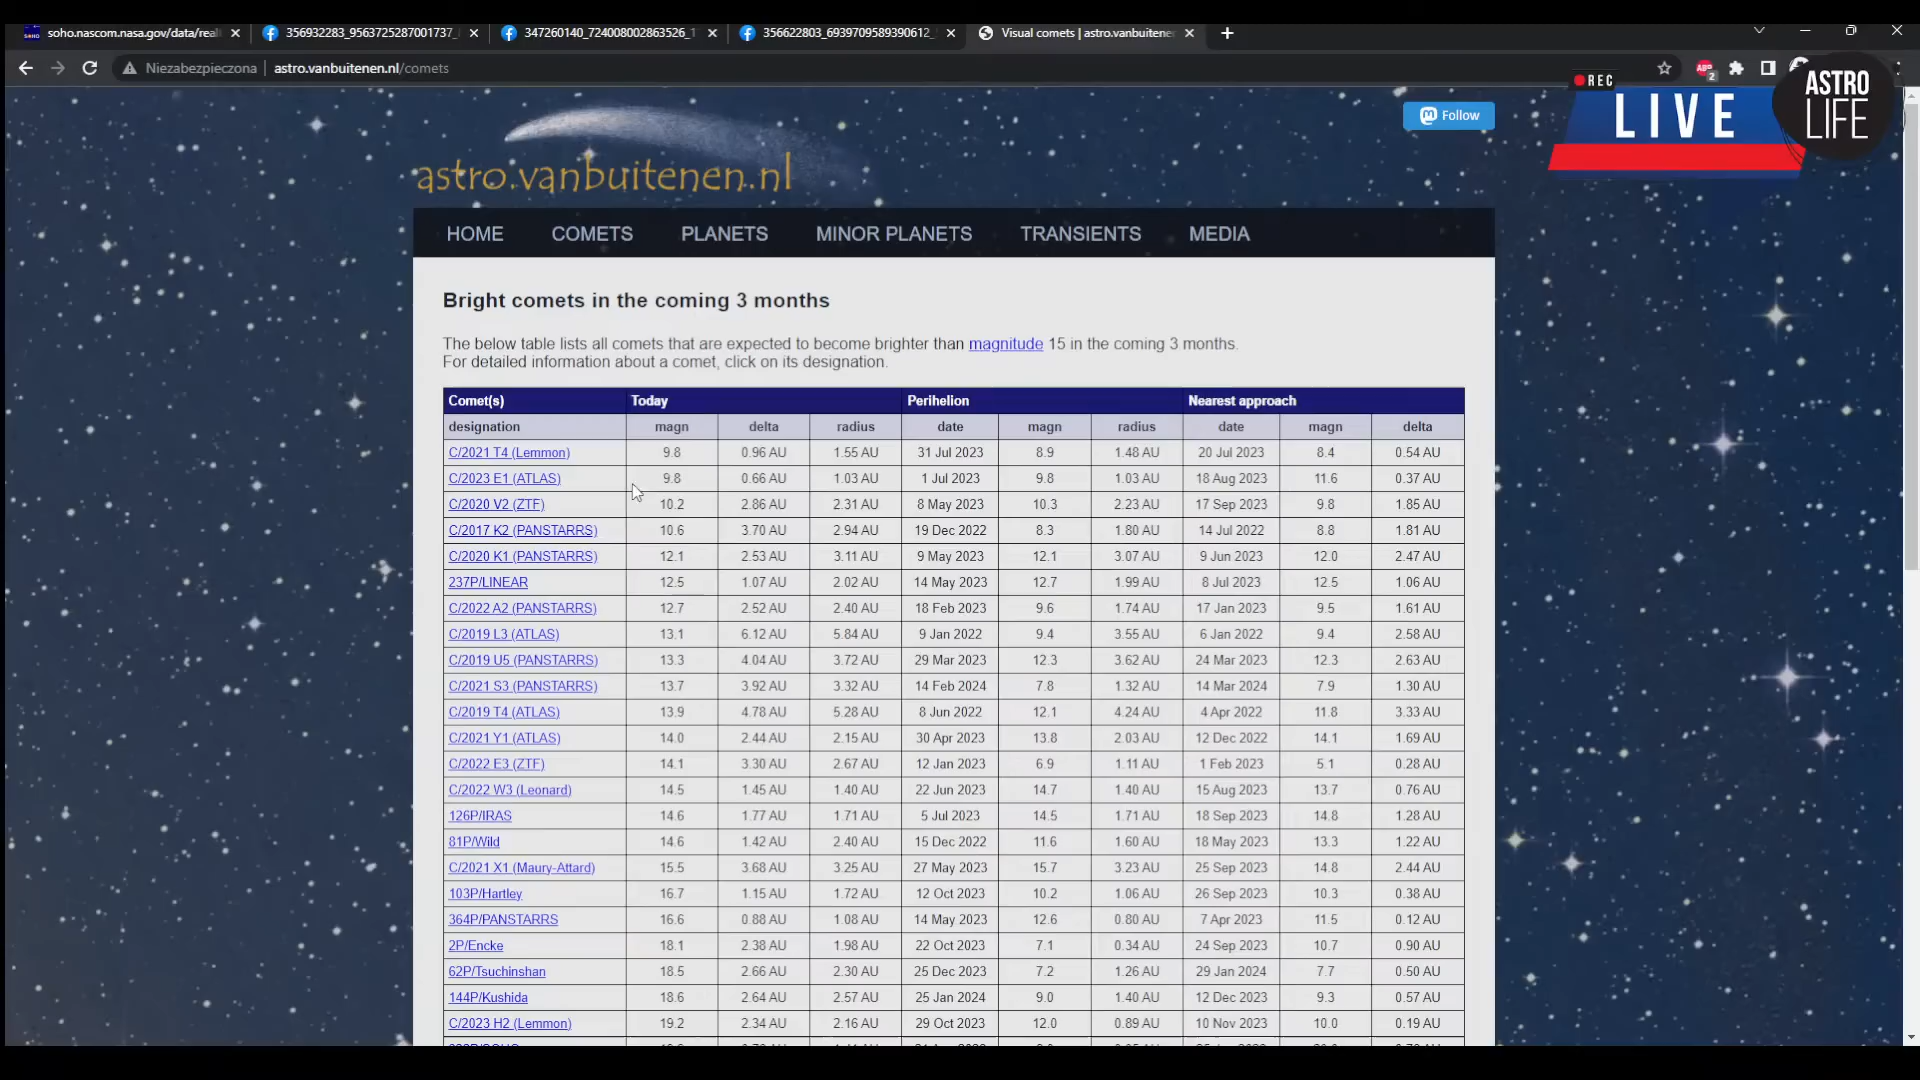 soho.nascom.nasa.gov/data/real
356932283_9563725287001737_
347260140_724008002863526_1
356622803_6939709589390612_
Visual comets | astro.vanbuitene
Niezabezpieczona astro.vanbuitenen.nl/comets
ABP 2
REC
LIVE
ASTRO
LIFE
Follow
astro.vanbuitenen.nl
HOME COMETS PLANETS MINOR PLANETS TRANSIENTS MEDIA
Bright comets in the coming 3 months
The below table lists all comets that are expected to become brighter than magnitude 15 in the coming 3 months.
For detailed information about a comet, click on its designation.
Comet(s) Today Perihelion Nearest approach
designation magn delta radius date magn radius date magn delta
C/2021 T4 (Lemmon) 9.8 0.96 AU 1.55 AU 31 Jul 2023 8.9 1.48 AU 20 Jul 2023 8.4 0.54 AU
C/2023 E1 (ATLAS) 9.8 0.66 AU 1.03 AU 1 Jul 2023 9.8 1.03 AU 18 Aug 2023 11.6 0.37 AU
C/2020 V2 (ZTF) 10.2 2.86 AU 2.31 AU 8 May 2023 10.3 2.23 AU 17 Sep 2023 9.8 1.85 AU
C/2017 K2 (PANSTARRS) 10.6 3.70 AU 2.94 AU 19 Dec 2022 8.3 1.80 AU 14 Jul 2022 8.8 1.81 AU
C/2020 K1 (PANSTARRS) 12.1 2.53 AU 3.11 AU 9 May 2023 12.1 3.07 AU 9 Jun 2023 12.0 2.47 AU
237P/LINEAR 12.5 1.07 AU 2.02 AU 14 May 2023 12.7 1.99 AU 8 Jul 2023 12.5 1.06 AU
C/2022 A2 (PANSTARRS) 12.7 2.52 AU 2.40 AU 18 Feb 2023 9.6 1.74 AU 17 Jan 2023 9.5 1.61 AU
C/2019 L3 (ATLAS) 13.1 6.12 AU 5.84 AU 9 Jan 2022 9.4 3.55 AU 6 Jan 2022 9.4 2.58 AU
C/2019 U5 (PANSTARRS) 13.3 4.04 AU 3.72 AU 29 Mar 2023 12.3 3.62 AU 24 Mar 2023 12.3 2.63 AU
C/2021 S3 (PANSTARRS) 13.7 3.92 AU 3.32 AU 14 Feb 2024 7.8 1.32 AU 14 Mar 2024 7.9 1.30 AU
C/2019 T4 (ATLAS) 13.9 4.78 AU 5.28 AU 8 Jun 2022 12.1 4.24 AU 4 Apr 2022 11.8 3.33 AU
C/2021 Y1 (ATLAS) 14.0 2.44 AU 2.15 AU 30 Apr 2023 13.8 2.03 AU 12 Dec 2022 14.1 1.69 AU
C/2022 E3 (ZTF) 14.1 3.30 AU 2.67 AU 12 Jan 2023 6.9 1.11 AU 1 Feb 2023 5.1 0.28 AU
C/2022 W3 (Leonard) 14.5 1.45 AU 1.40 AU 22 Jun 2023 14.7 1.40 AU 15 Aug 2023 13.7 0.76 AU
126P/IRAS 14.6 1.77 AU 1.71 AU 5 Jul 2023 14.5 1.71 AU 18 Sep 2023 14.8 1.28 AU
81P/Wild 14.6 1.42 AU 2.40 AU 15 Dec 2022 11.6 1.60 AU 18 May 2023 13.3 1.22 AU
C/2021 X1 (Maury-Attard) 15.5 3.68 AU 3.25 AU 27 May 2023 15.7 3.23 AU 25 Sep 2023 14.8 2.44 AU
103P/Hartley 16.7 1.15 AU 1.72 AU 12 Oct 2023 10.2 1.06 AU 26 Sep 2023 10.3 0.38 AU
364P/PANSTARRS 16.6 0.88 AU 1.08 AU 14 May 2023 12.6 0.80 AU 7 Apr 2023 11.5 0.12 AU
2P/Encke 18.1 2.38 AU 1.98 AU 22 Oct 2023 7.1 0.34 AU 24 Sep 2023 10.7 0.90 AU
62P/Tsuchinshan 18.5 2.66 AU 2.30 AU 25 Dec 2023 7.2 1.26 AU 29 Jan 2024 7.7 0.50 AU
144P/Kushida 18.6 2.64 AU 2.57 AU 25 Jan 2024 9.0 1.40 AU 12 Dec 2023 9.3 0.57 AU
C/2023 H2 (Lemmon) 19.2 2.34 AU 2.16 AU 29 Oct 2023 12.0 0.89 AU 10 Nov 2023 10.0 0.19 AU